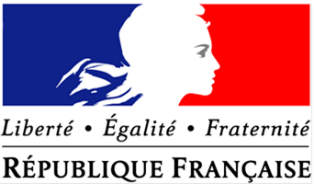 Liberté • Égalité • Fraternité
RÉPUBLIQUE FRANÇAISE